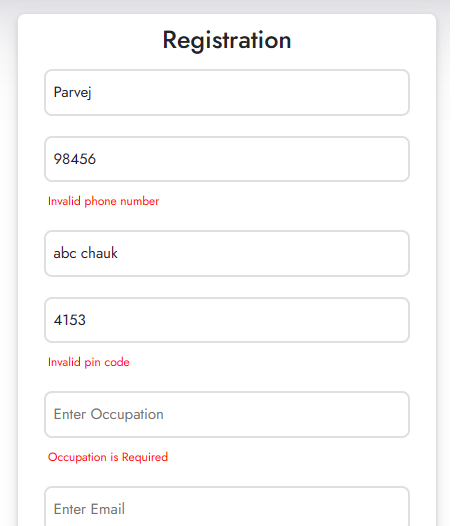 Registration
Parvej
98456
Invalid phone number
abc chauk
4153
Invalid pin code
Enter Occupation
Occupation is Required
Enter Email